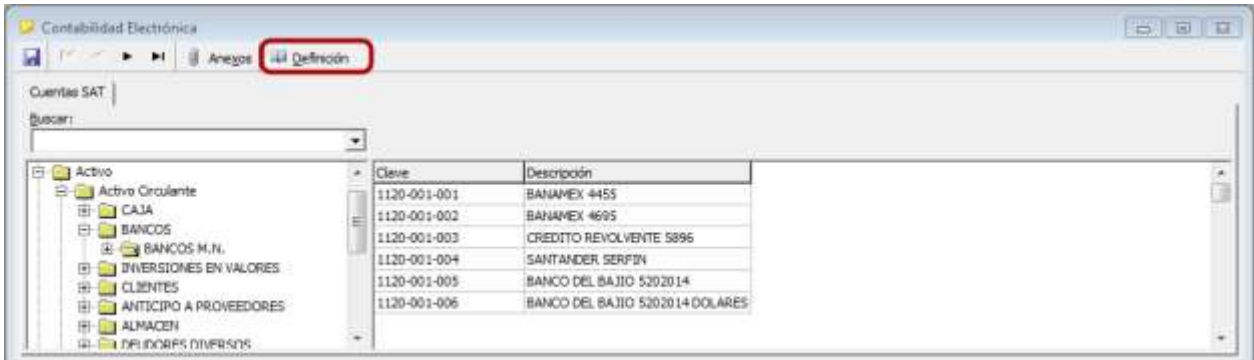 Contabilidad Electrónica
Anexos Definición
Cuentas SAT
Buscar:
Activo
Activo Circulante
CAJA
BANCOS
BANCOS M.N.
INVERSIONES EN VALORES
CLIENTES
ANTICIPO A PROVEEDORES
ALMACEN
DEUDORES DIVERSOS
Clave Descripción
1120-001-001 BANAMEX 4455
1120-001-002 BANAMEX 4695
1120-001-003 CREDITO REVOLVENTE 5896
1120-001-004 SANTANDER SERFIN
1120-001-005 BANCO DEL BAJIO 5202014
1120-001-006 BANCO DEL BAJIO 5202014 DOLARES